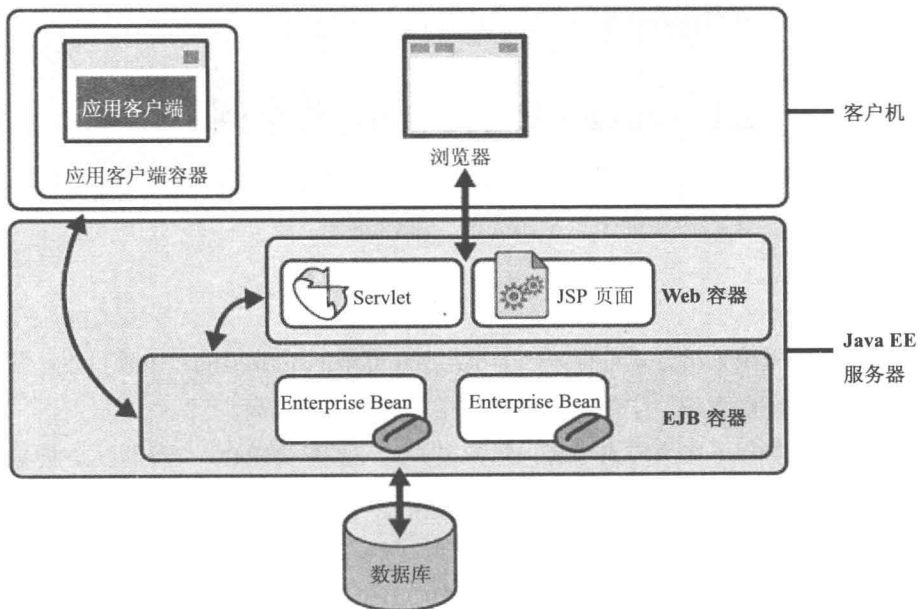 应用客户端
应用客户端容器
浏览器
客户机
Servlet
JSP 页面
Web 容器
Java EE
服务器
Enterprise Bean
Enterprise Bean
EJB 容器
数据库